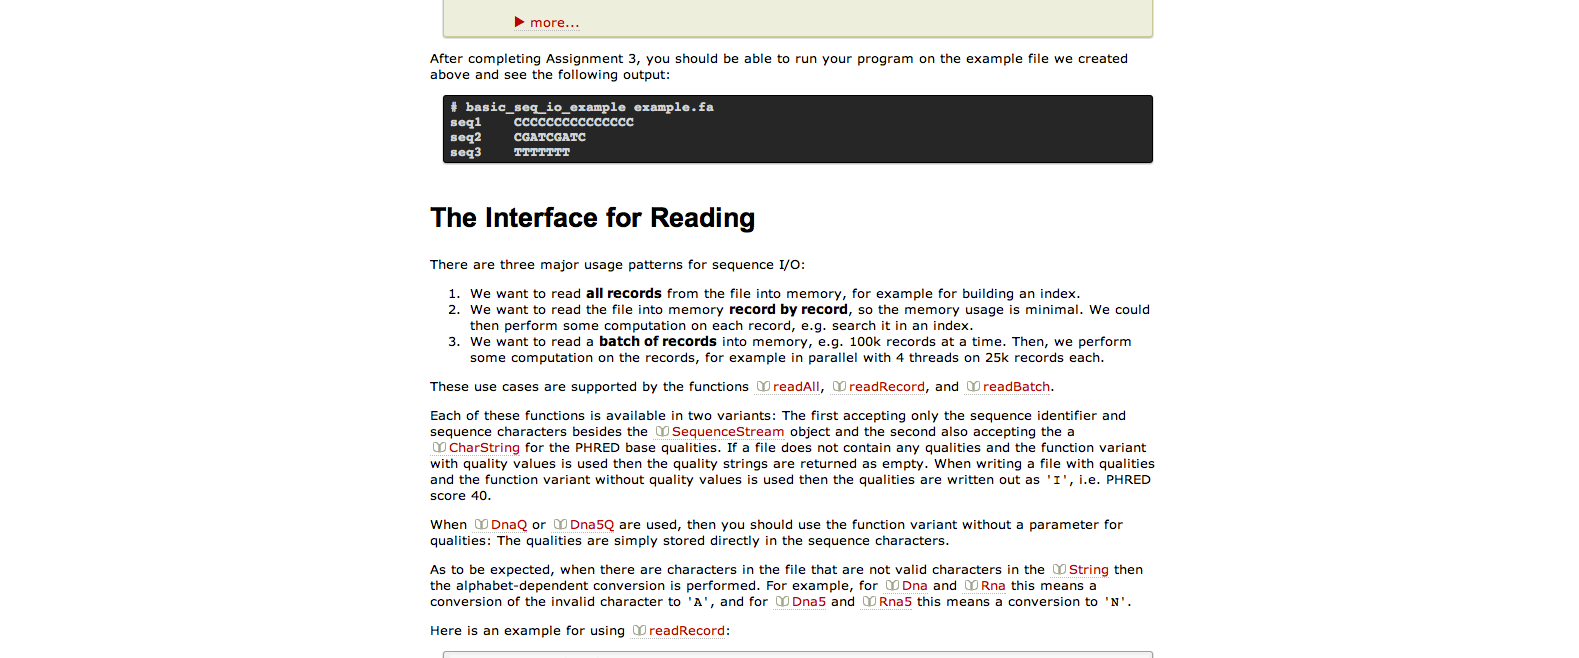 ▶ more...
After completing Assignment 3, you should be able to run your program on the example file we created
above and see the following output:
# basic_seq_io_example example.fa
seq1    CCCCCCCCCCCCCCC
seq2    CGATCGATC
seq3    TTTTTTT
The Interface for Reading
There are three major usage patterns for sequence I/O:
1. We want to read all records from the file into memory, for example for building an index.
2. We want to read the file into memory record by record, so the memory usage is minimal. We could
then perform some computation on each record, e.g. search it in an index.
3. We want to read a batch of records into memory, e.g. 100k records at a time. Then, we perform
some computation on the records, for example in parallel with 4 threads on 25k records each.
These use cases are supported by the functions readAll, readRecord, and readBatch.
Each of these functions is available in two variants: The first accepting only the sequence identifier and
sequence characters besides the SequenceStream object and the second also accepting the a
CharString for the PHRED base qualities. If a file does not contain any qualities and the function variant
with quality values is used then the quality strings are returned as empty. When writing a file with qualities
and the function variant without quality values is used then the qualities are written out as 'I', i.e. PHRED
score 40.
When DnaQ or Dna5Q are used, then you should use the function variant without a parameter for
qualities: The qualities are simply stored directly in the sequence characters.
As to be expected, when there are characters in the file that are not valid characters in the String then
the alphabet-dependent conversion is performed. For example, for Dna and Rna this means a
conversion of the invalid character to 'A', and for Dna5 and Rna5 this means a conversion to 'N'.
Here is an example for using readRecord: